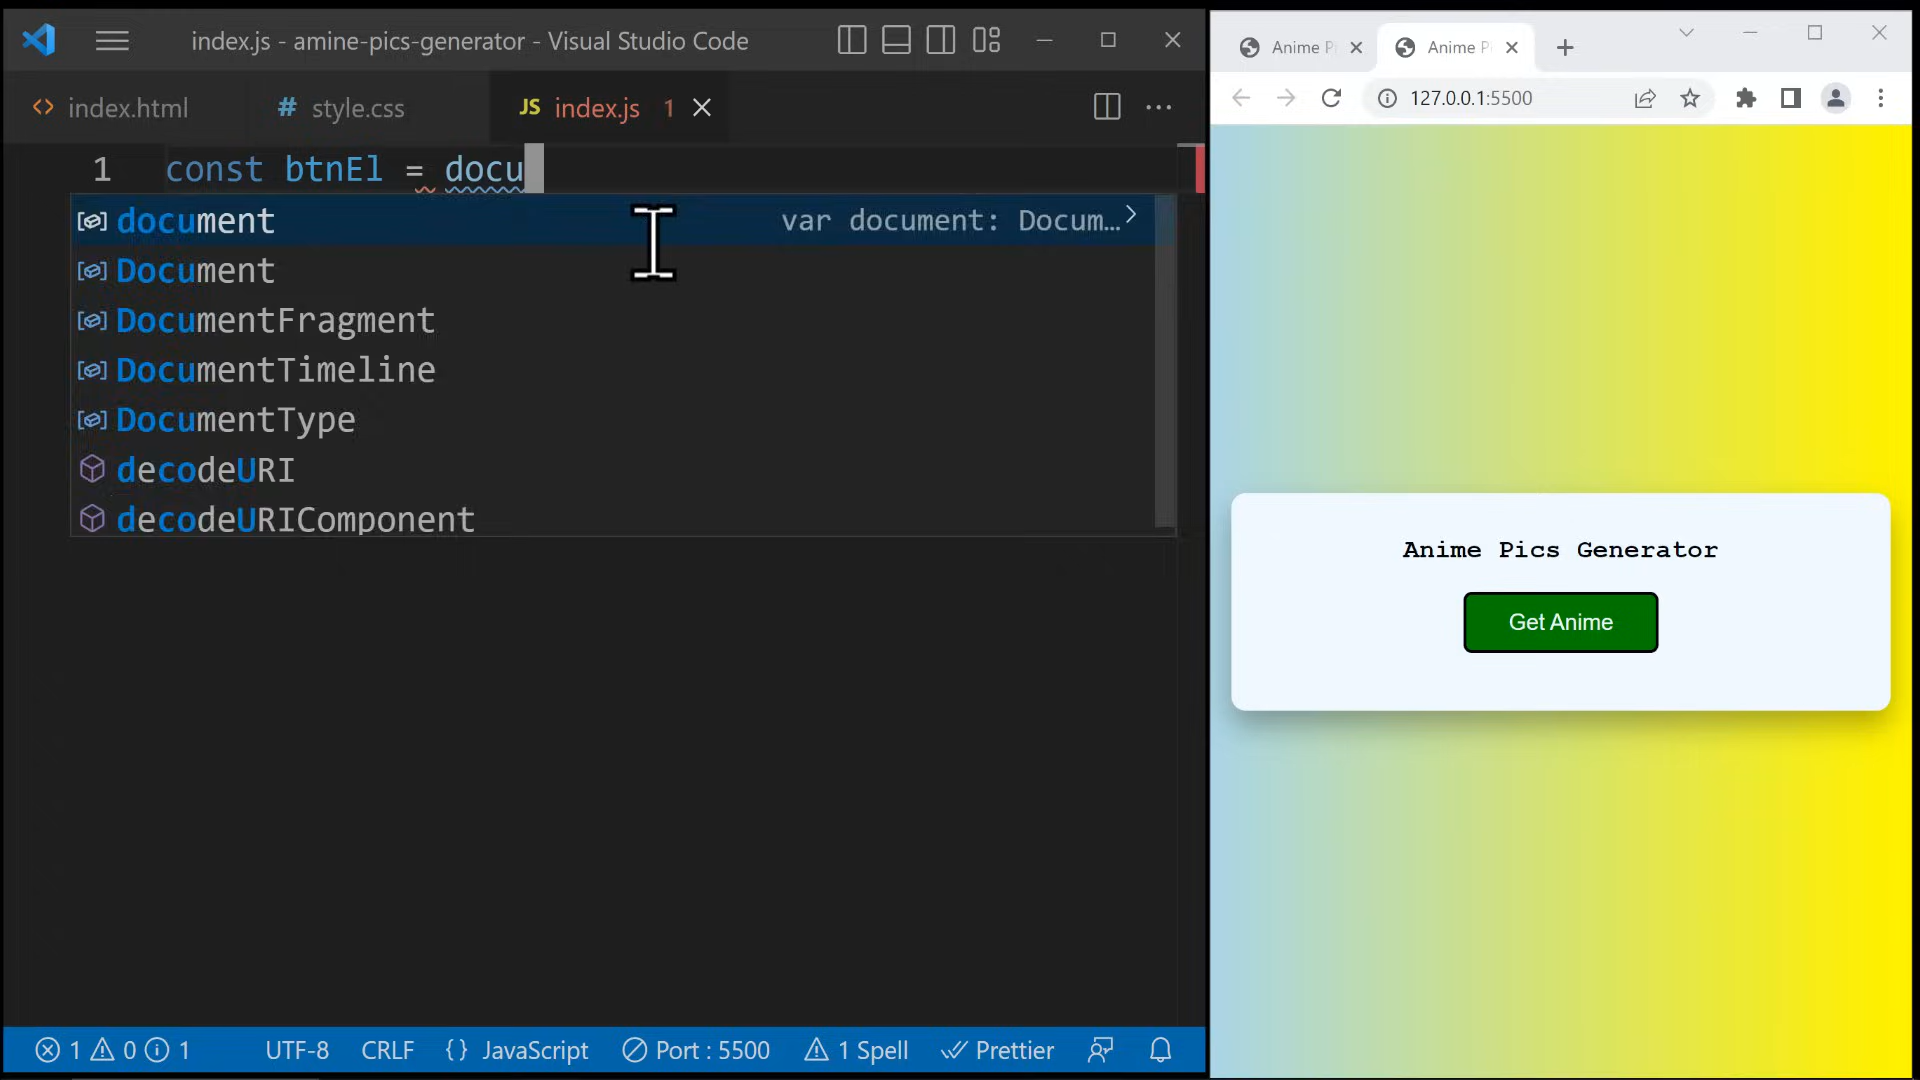 index.js - amine-pics-generator - Visual Studio Code
index.html
# style.css
JS index.js 1
1 const btnEl = docu
document var document: Docum…
Document
DocumentFragment
DocumentTimeline
DocumentType
decodeURI
decodeURIComponent
1 0 1 UTF-8 CRLF {} JavaScript Port : 5500 1 Spell Prettier
Anime P
Anime P
127.0.0.1:5500
Anime Pics Generator
Get Anime